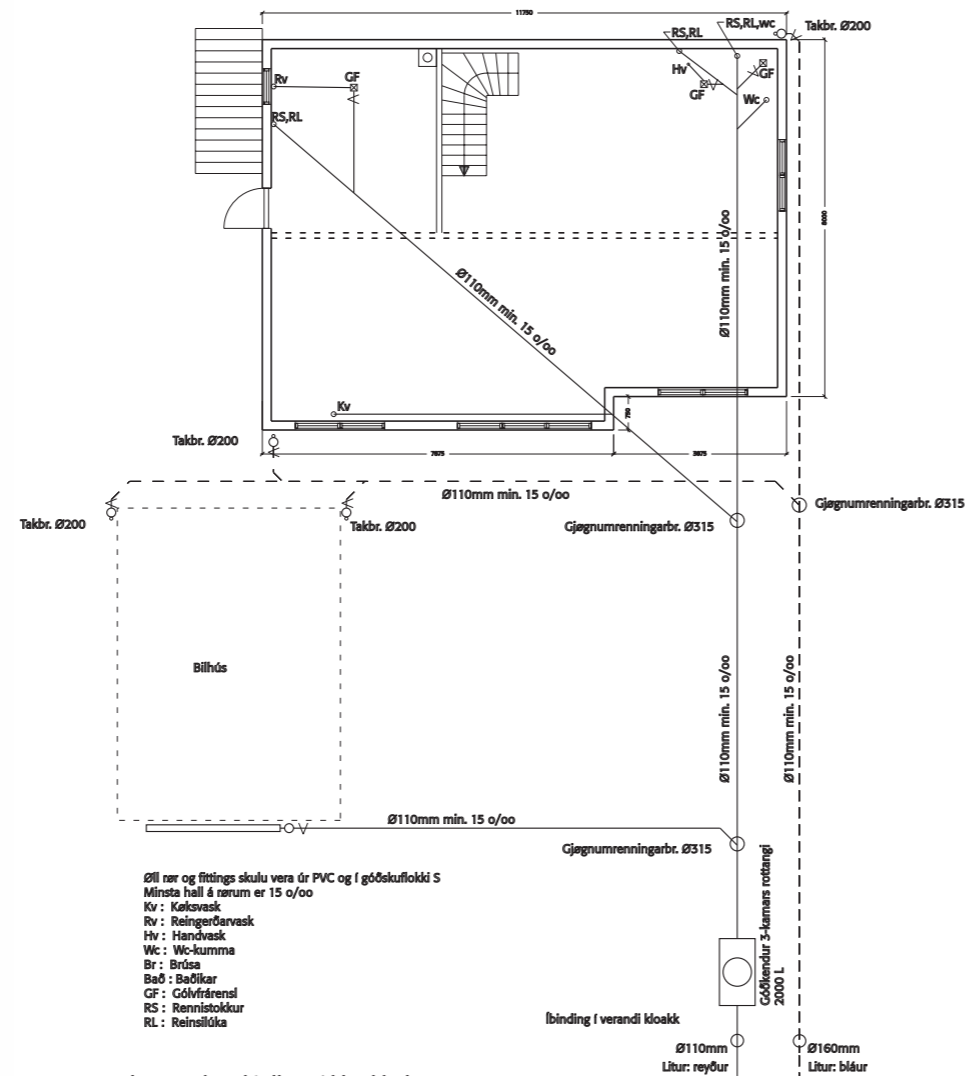 11750
RS,RL
RS,RL,wc
Takbr. Ø200
Rv
GF
Hv
GF
GF
Wc
RS,RL
8000
Ø110mm min. 15 o/oo
Ø110mm min. 15 o/oo
Kv
750
Takbr. Ø200
7875
3875
Ø110mm min. 15 o/oo
Takbr. Ø200
Takbr. Ø200
Gjøgnumrenningarbr. Ø315
Gjøgnumrenningarbr. Ø315
Bilhús
Ø110mm min. 15 o/oo
Ø110mm min. 15 o/oo
Ø110mm min. 15 o/oo
Gjøgnumrenningarbr. Ø315
Øll rør og fittings skulu vera úr PVC og í góðskuflokki S
Minsta hall á rørum er 15 o/oo
Kv : Køksvask
Rv : Reingerðarvask
Hv : Handvask
Wc : Wc-kumma
Br : Brúsa
Bað : Baðikar
GF : Gólvfrárensl
RS : Rennistokkur
RL : Reinsilúka
Góðkendur 3-kamars rottangi
2000 L
Íbinding í verandi kloakk
Ø110mm
Litur: reyður
Ø160mm
Litur: bláur